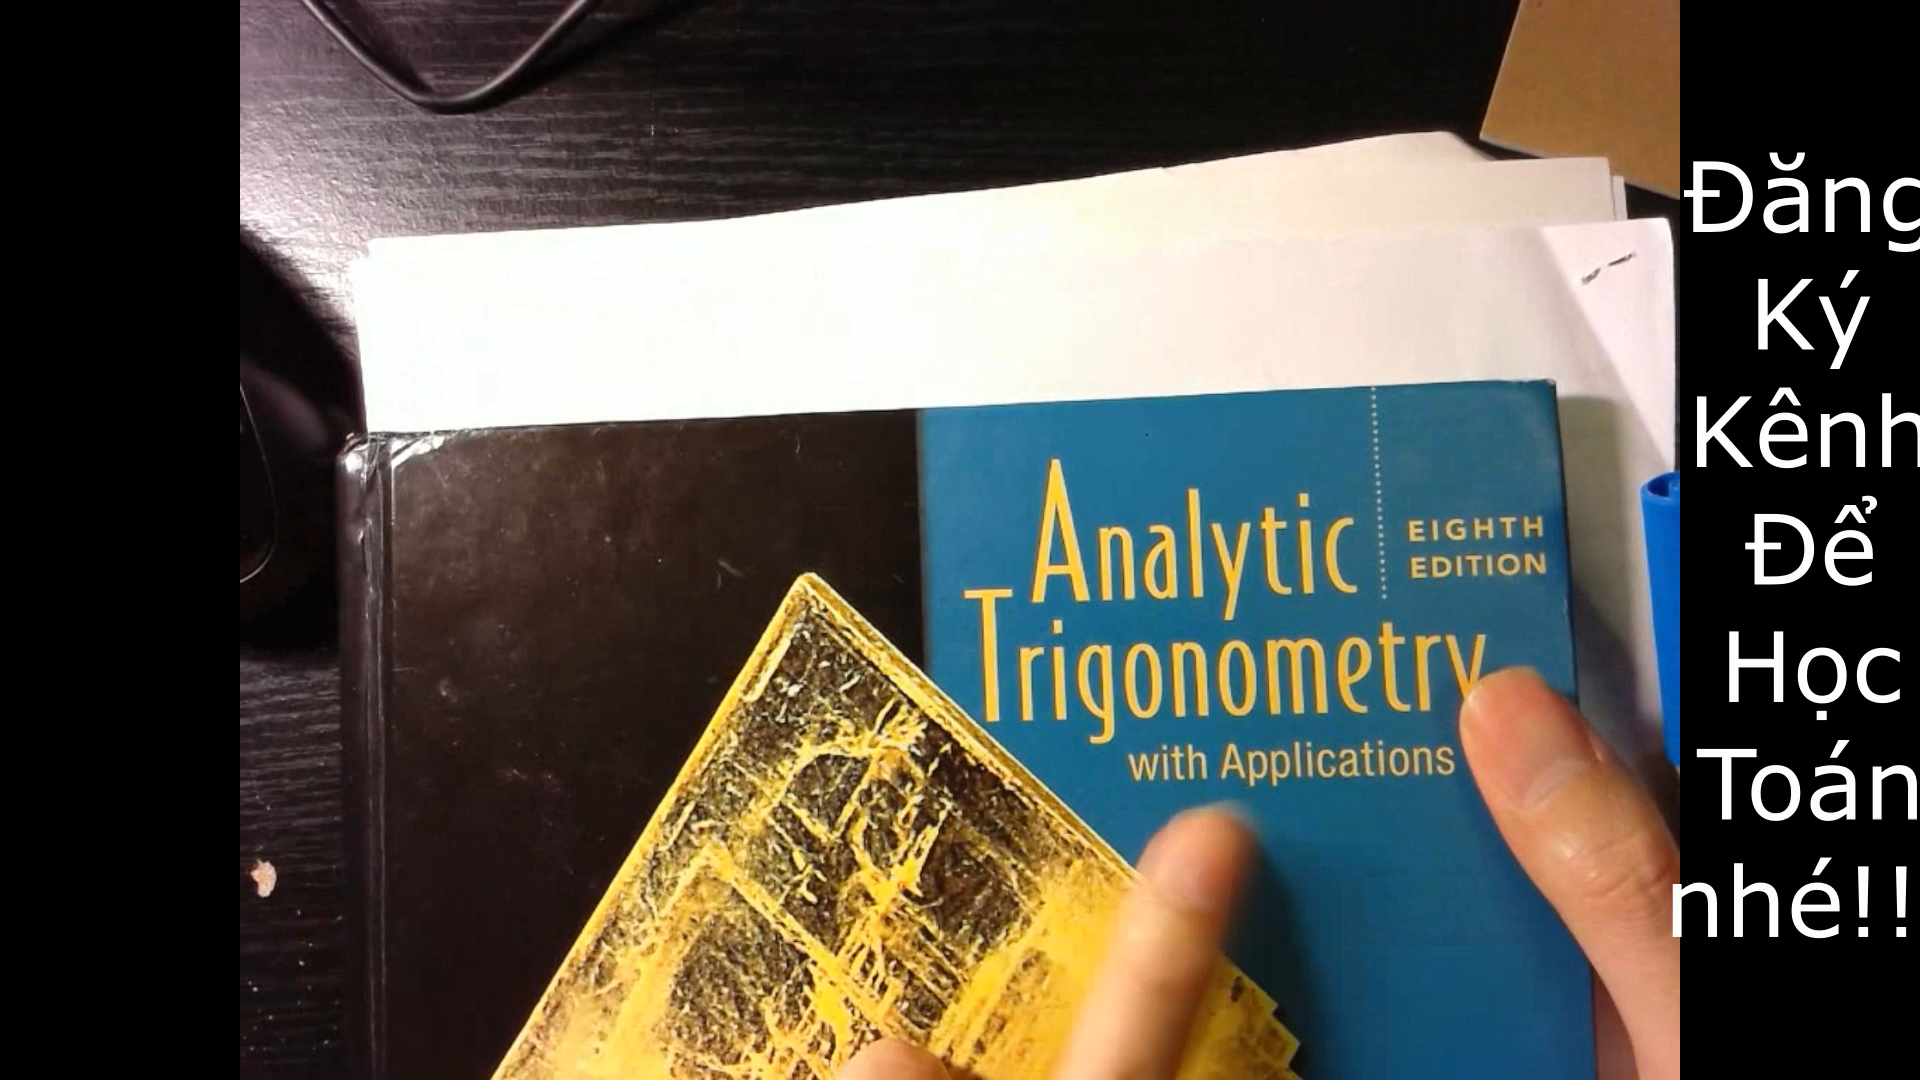 Analytic
Trigonometry
with Applications
EIGHTH
EDITION
Đăng
Ký
Kênh
Để
Học
Toán
nhé!!